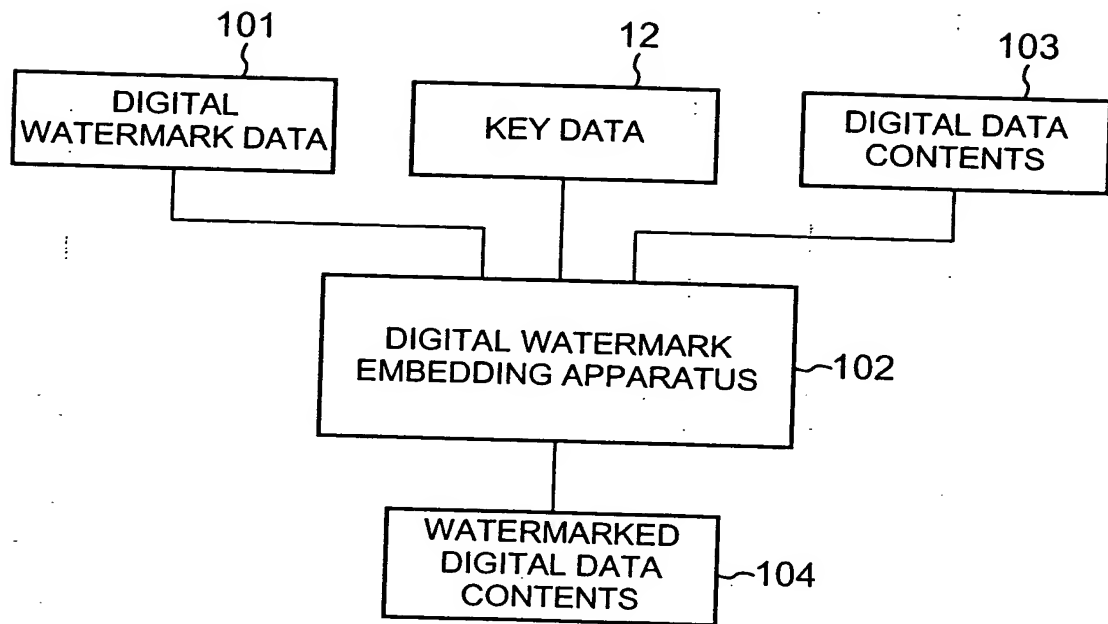 101
12
103
DIGITAL
WATERMARK DATA
KEY DATA
DIGITAL DATA
CONTENTS
DIGITAL WATERMARK
EMBEDDING APPARATUS
102
WATERMARKED
DIGITAL DATA
CONTENTS
104